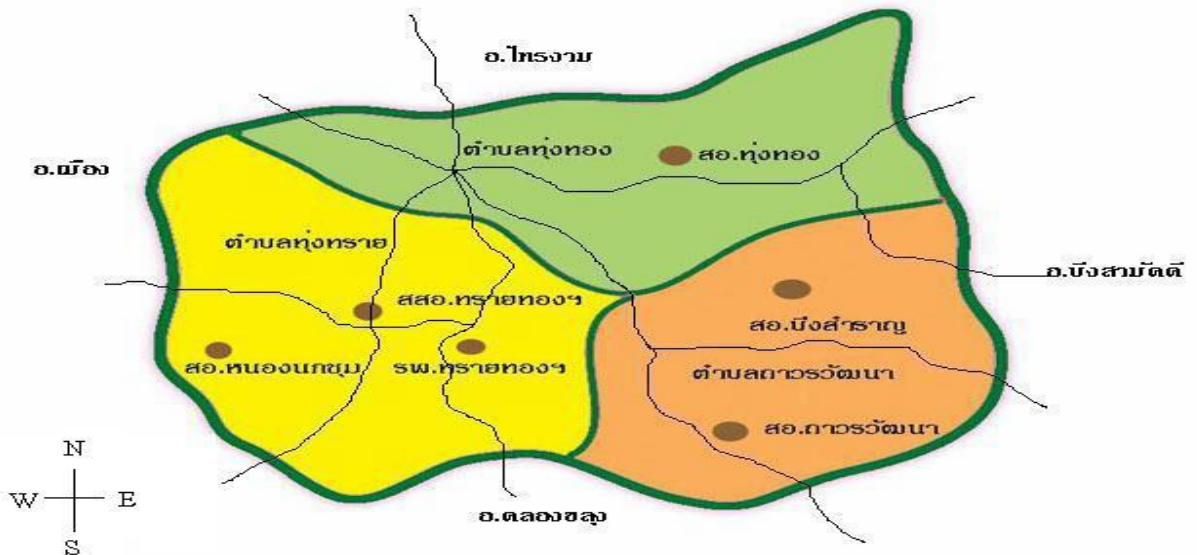 อ.ไทรงาม
ตำบลทุ่งทอง
สอ.ทุ่งทอง
อ.เมือง
ตำบลทุ่งทราย
อ.บึงสามัคคี
สสอ.ทรายทองฯ
สอ.บึงสำราญ
สอ.หนองนกชุม
รพ.ทรายทองฯ
ตำบลถาวรวัฒนา
สอ.ถาวรวัฒนา
N
W
E
S
อ.คลองขลุง